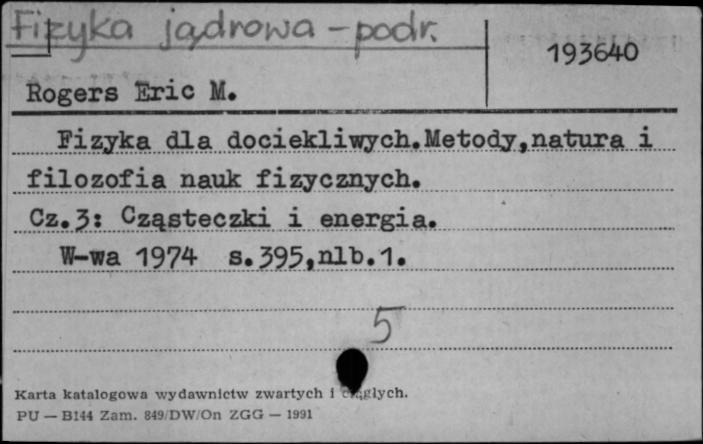 Fizyka jądrowa - podr.
193640
Rogers Eric M.
Fizyka dla dociekliwych.Metody,natura i
filozofia nauk fizycznych.
Cz.3: Cząsteczki i energia.
W-wa 1974 s.395,nlb.1.
5
Karta katalogowa wydawnictw zwartych i ciągłych.
PU — B144 Zam. 849/DW/On ZGG — 1991